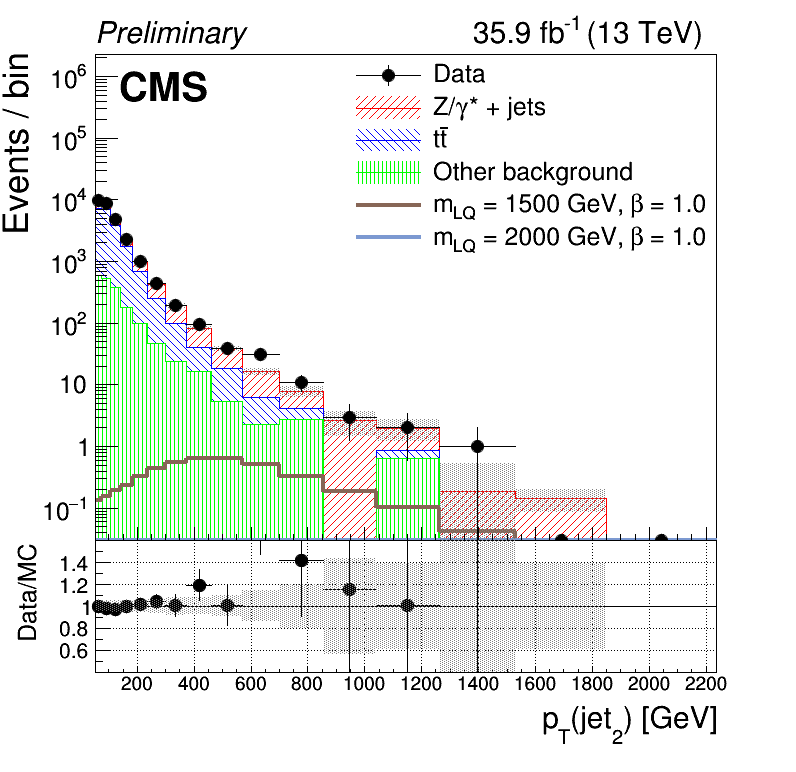 Preliminary 35.9 fb⁻¹ (13 TeV)
CMS
Data
Z/γ* + jets
tt̄
Other background
m_LQ = 1500 GeV, β = 1.0
m_LQ = 2000 GeV, β = 1.0
Events / bin
10⁶
10⁵
10⁴
10³
10²
10
1
10⁻¹
Data/MC
1.4
1.2
1
0.8
0.6
200 400 600 800 1000 1200 1400 1600 1800 2000 2200
p_T(jet_2) [GeV]